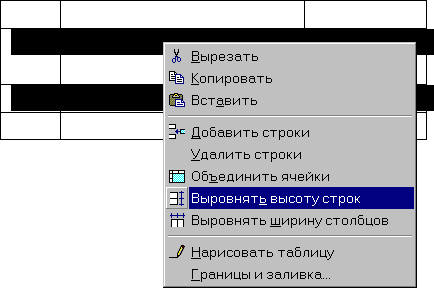 Вырезать
Копировать
Вставить
Добавить строки
Удалить строки
Объединить ячейки
Выровнять высоту строк
Выровнять ширину столбцов
Нарисовать таблицу
Границы и заливка...